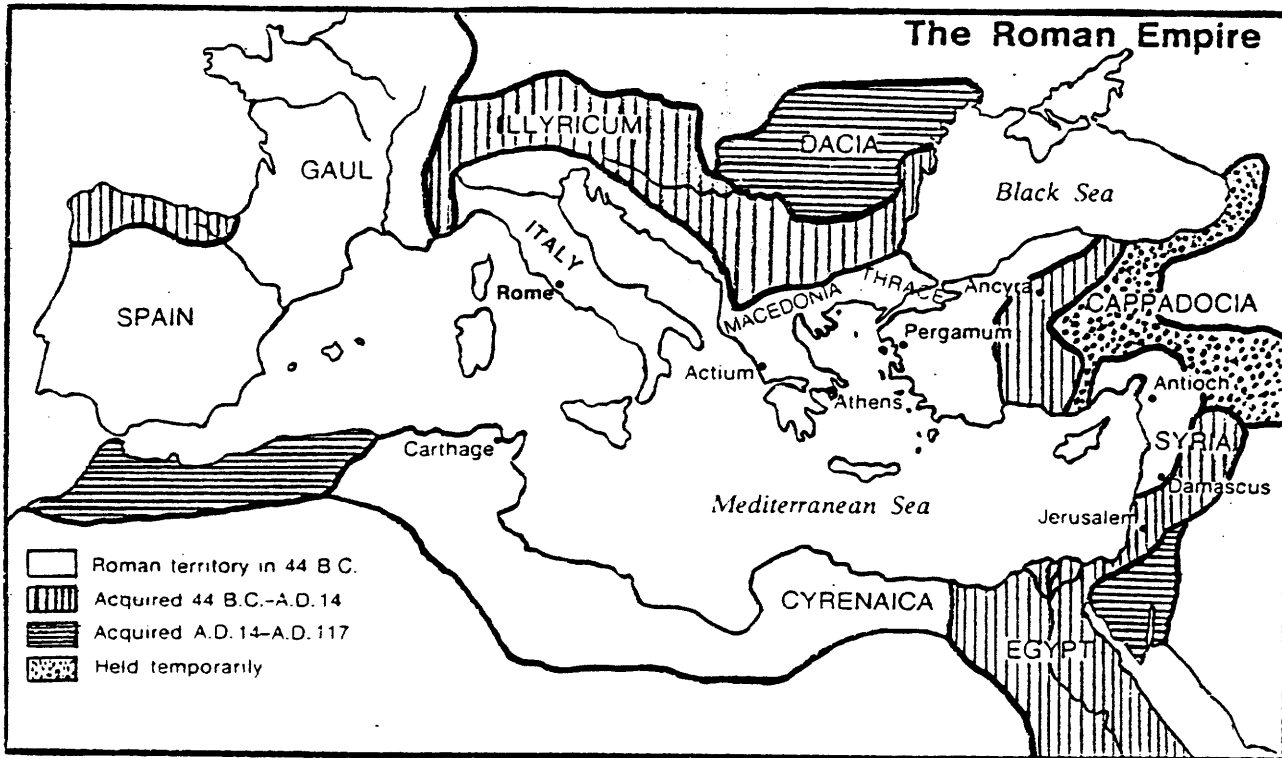 The Roman Empire
ILLYRICUM
DACIA
GAUL
Black Sea
ITALY
Rome
SPAIN
MACEDONIA
THRACE
Ancyra
CAPPADOCIA
Pergamum
Actium
Athens
Antioch
Carthage
SYRIA
Damascus
Mediterranean Sea
Jerusalem
Roman territory in 44 B.C.
Acquired 44 B.C.–A.D. 14
Acquired A.D. 14–A.D. 117
Held temporarily
CYRENAICA
EGYPT